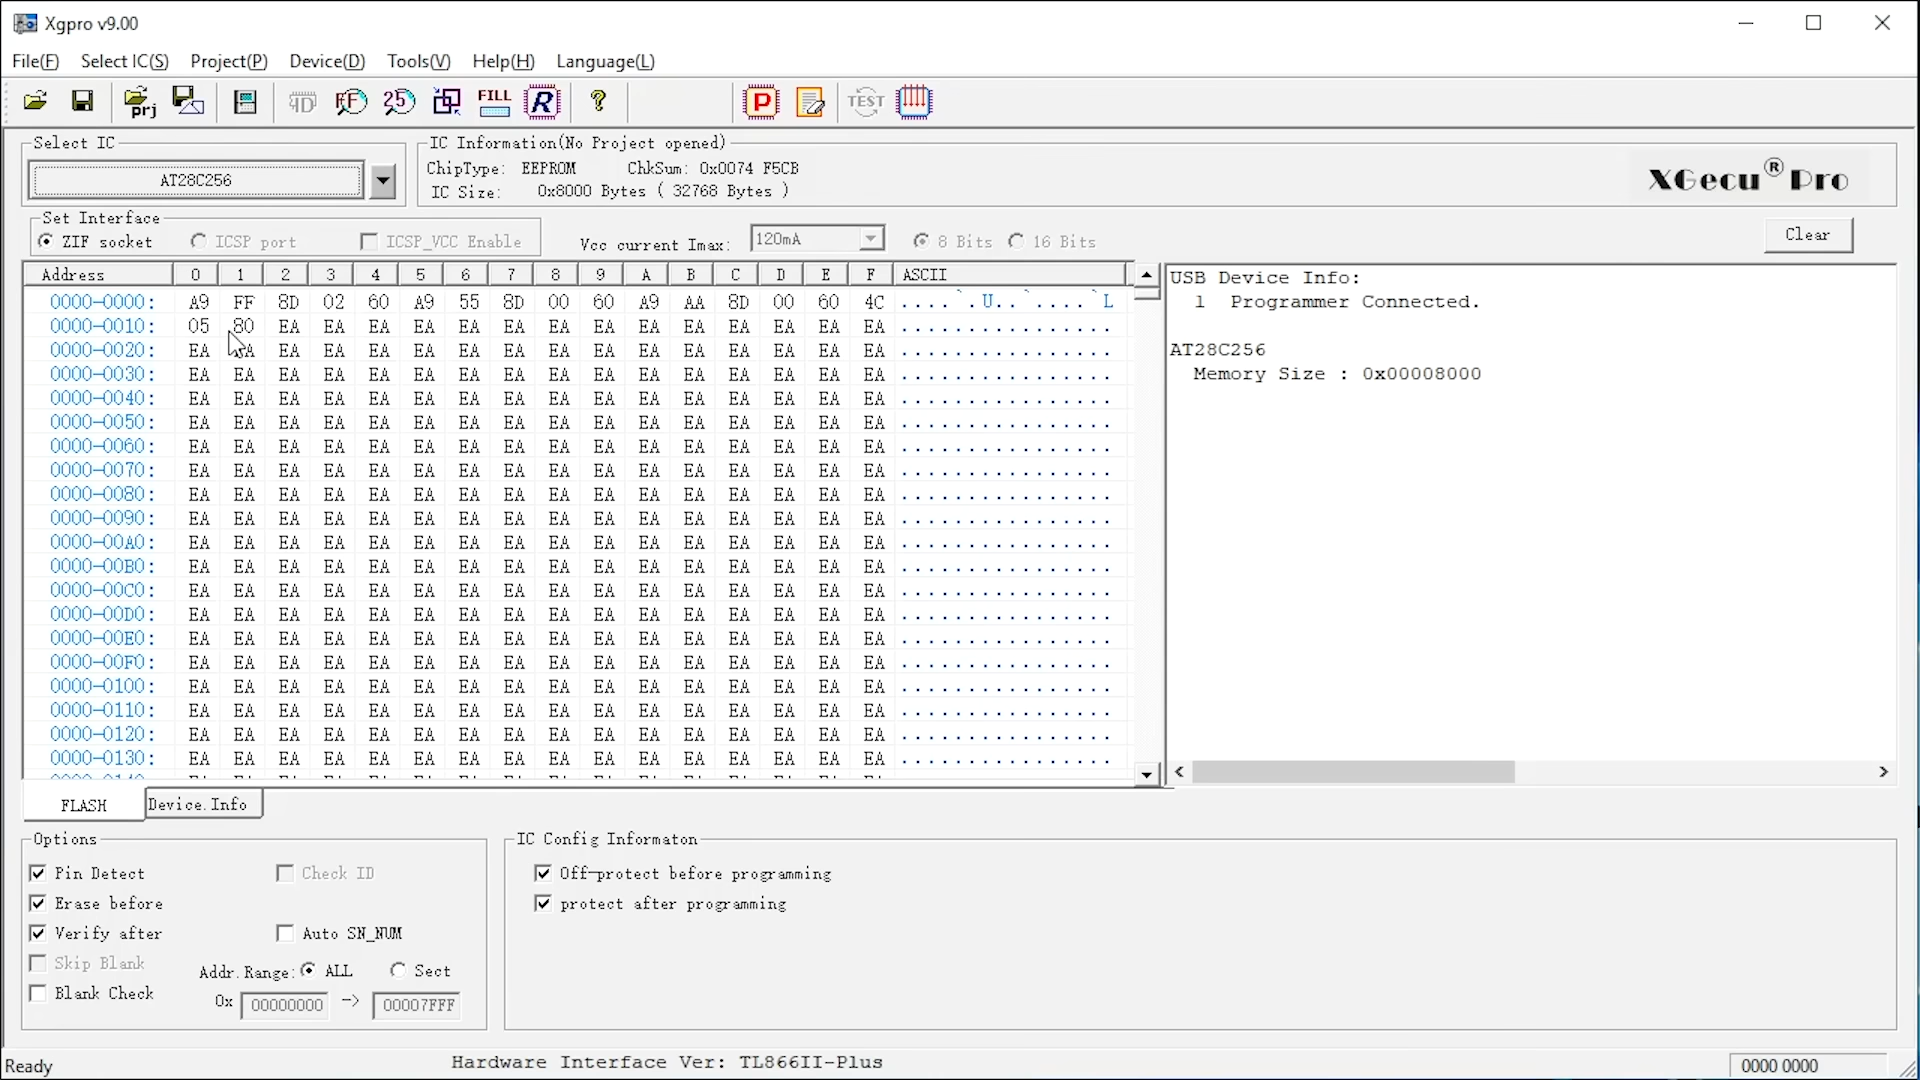 Xgpro v9.00
File(F) Select IC(S) Project(P) Device(D) Tools(V) Help(H) Language(L)
prj ID FF 25 FILL R ? P TEST
Select IC
AT28C256
IC Information(No Project opened)
ChipType: EEPROM ChkSum: 0x0074 F5CB
IC Size: 0x8000 Bytes ( 32768 Bytes )
XGecu® Pro
Set Interface
ZIF socket ICSP port ICSP_VCC Enable Vcc current Imax: 120mA 8 Bits 16 Bits Clear
Address 0 1 2 3 4 5 6 7 8 9 A B C D E F ASCII
0000-0000: A9 FF 8D 02 60 A9 55 8D 00 60 A9 AA 8D 00 60 4C ....`.U..`....`L
0000-0010: 05 80 EA EA EA EA EA EA EA EA EA EA EA EA EA EA ................
0000-0020: EA EA EA EA EA EA EA EA EA EA EA EA EA EA EA ................
0000-0030: EA EA EA EA EA EA EA EA EA EA EA EA EA EA EA EA ................
0000-0040: EA EA EA EA EA EA EA EA EA EA EA EA EA EA EA EA ................
0000-0050: EA EA EA EA EA EA EA EA EA EA EA EA EA EA EA EA ................
0000-0060: EA EA EA EA EA EA EA EA EA EA EA EA EA EA EA EA ................
0000-0070: EA EA EA EA EA EA EA EA EA EA EA EA EA EA EA EA ................
0000-0080: EA EA EA EA EA EA EA EA EA EA EA EA EA EA EA EA ................
0000-0090: EA EA EA EA EA EA EA EA EA EA EA EA EA EA EA EA ................
0000-00A0: EA EA EA EA EA EA EA EA EA EA EA EA EA EA EA EA ................
0000-00B0: EA EA EA EA EA EA EA EA EA EA EA EA EA EA EA EA ................
0000-00C0: EA EA EA EA EA EA EA EA EA EA EA EA EA EA EA EA ................
0000-00D0: EA EA EA EA EA EA EA EA EA EA EA EA EA EA EA EA ................
0000-00E0: EA EA EA EA EA EA EA EA EA EA EA EA EA EA EA EA ................
0000-00F0: EA EA EA EA EA EA EA EA EA EA EA EA EA EA EA EA ................
0000-0100: EA EA EA EA EA EA EA EA EA EA EA EA EA EA EA EA ................
0000-0110: EA EA EA EA EA EA EA EA EA EA EA EA EA EA EA EA ................
0000-0120: EA EA EA EA EA EA EA EA EA EA EA EA EA EA EA EA ................
0000-0130: EA EA EA EA EA EA EA EA EA EA EA EA EA EA EA EA ................
USB Device Info:
1 Programmer Connected.
AT28C256
Memory Size : 0x00008000
FLASH Device.Info
Options
Pin Detect Check ID
Erase before
Verify after Auto SN_NUM
Skip Blank Addr.Range: ALL Sect
Blank Check 0x 00000000 -> 00007FFF
IC Config Informaton
Off-protect before programming
protect after programming
Ready Hardware Interface Ver: TL866II-Plus 0000 0000